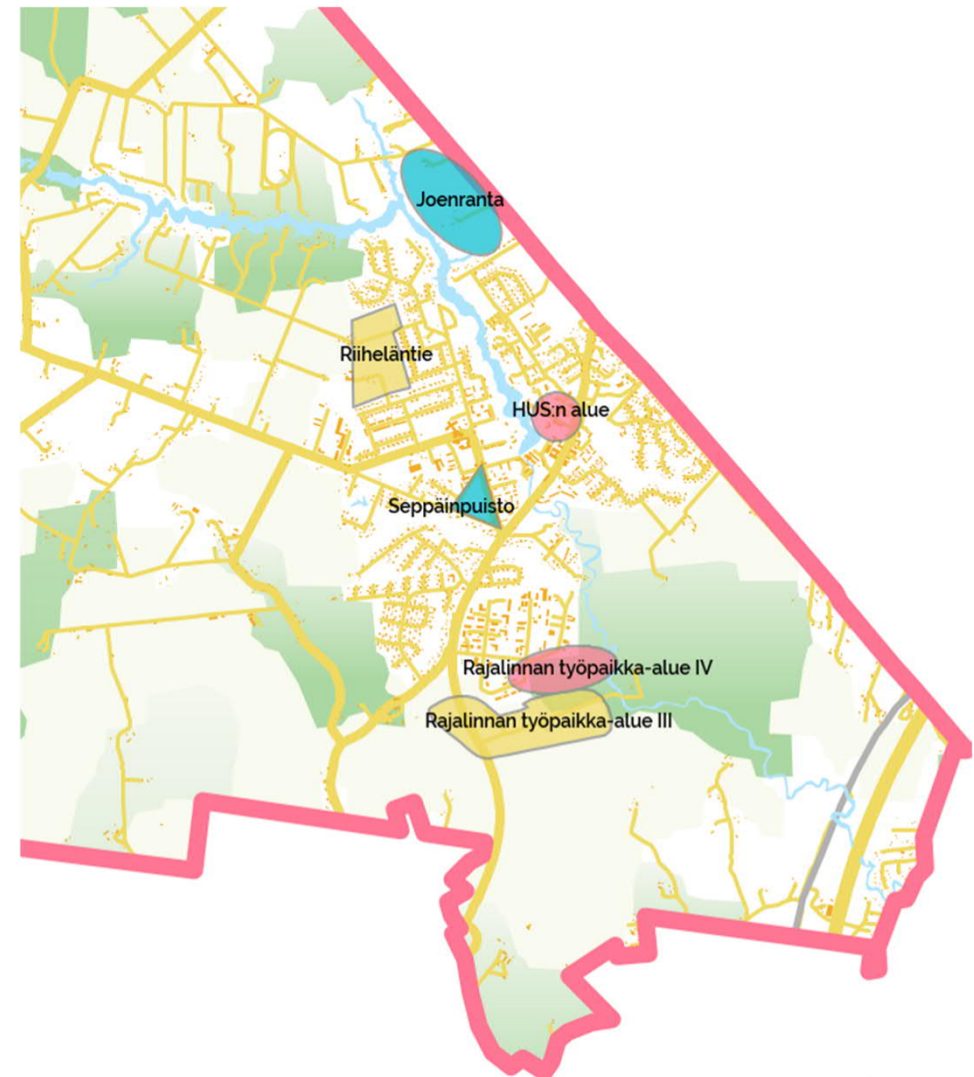 Joenranta
Riiheläntie
HUS:n alue
Seppäinpuisto
Rajalinnan työpaikka-alue IV
Rajalinnan työpaikka-alue III